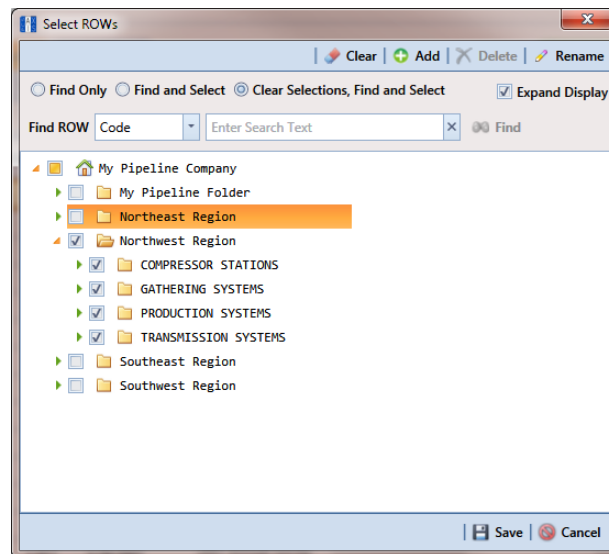 Select ROWs
Clear Add Delete Rename
Find Only Find and Select Clear Selections, Find and Select Expand Display
Find ROW Code Enter Search Text Find
My Pipeline Company
My Pipeline Folder
Northeast Region
Northwest Region
COMPRESSOR STATIONS
GATHERING SYSTEMS
PRODUCTION SYSTEMS
TRANSMISSION SYSTEMS
Southeast Region
Southwest Region
Save Cancel